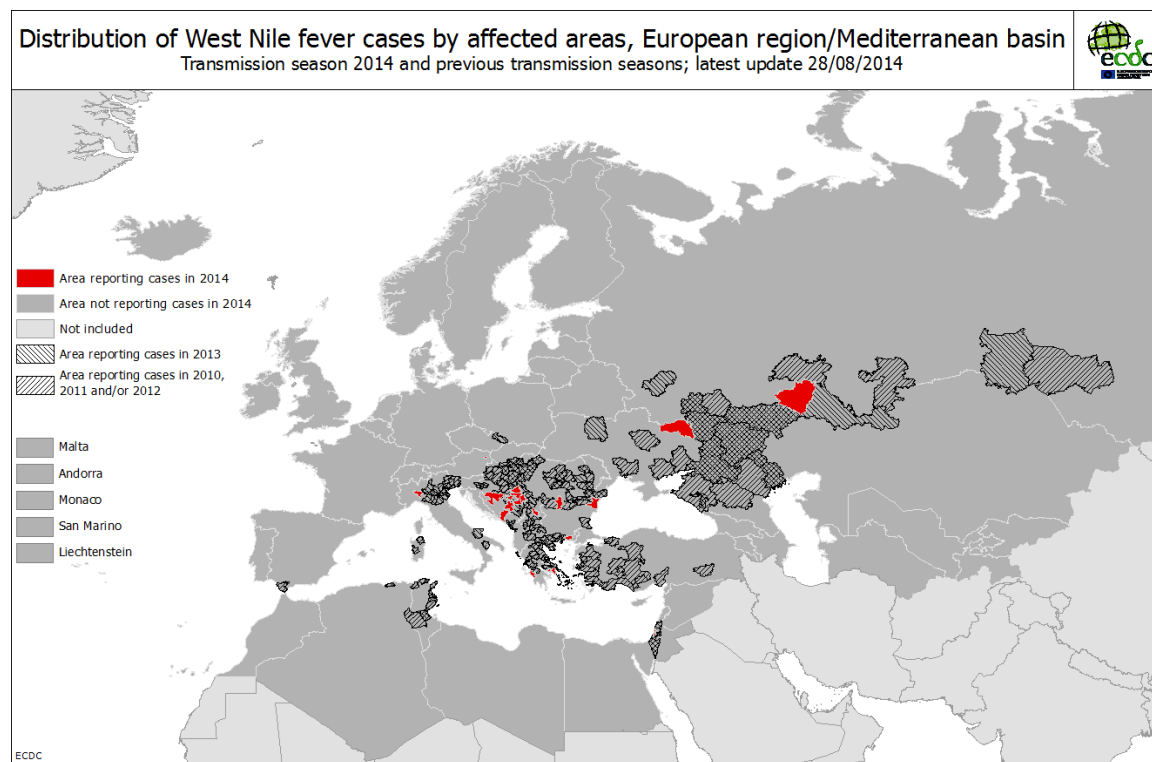 Distribution of West Nile fever cases by affected areas, European region/Mediterranean basin
Transmission season 2014 and previous transmission seasons; latest update 28/08/2014
ecdc
Area reporting cases in 2014
Area not reporting cases in 2014
Not included
Area reporting cases in 2013
Area reporting cases in 2010,
2011 and/or 2012
Malta
Andorra
Monaco
San Marino
Liechtenstein
ECDC